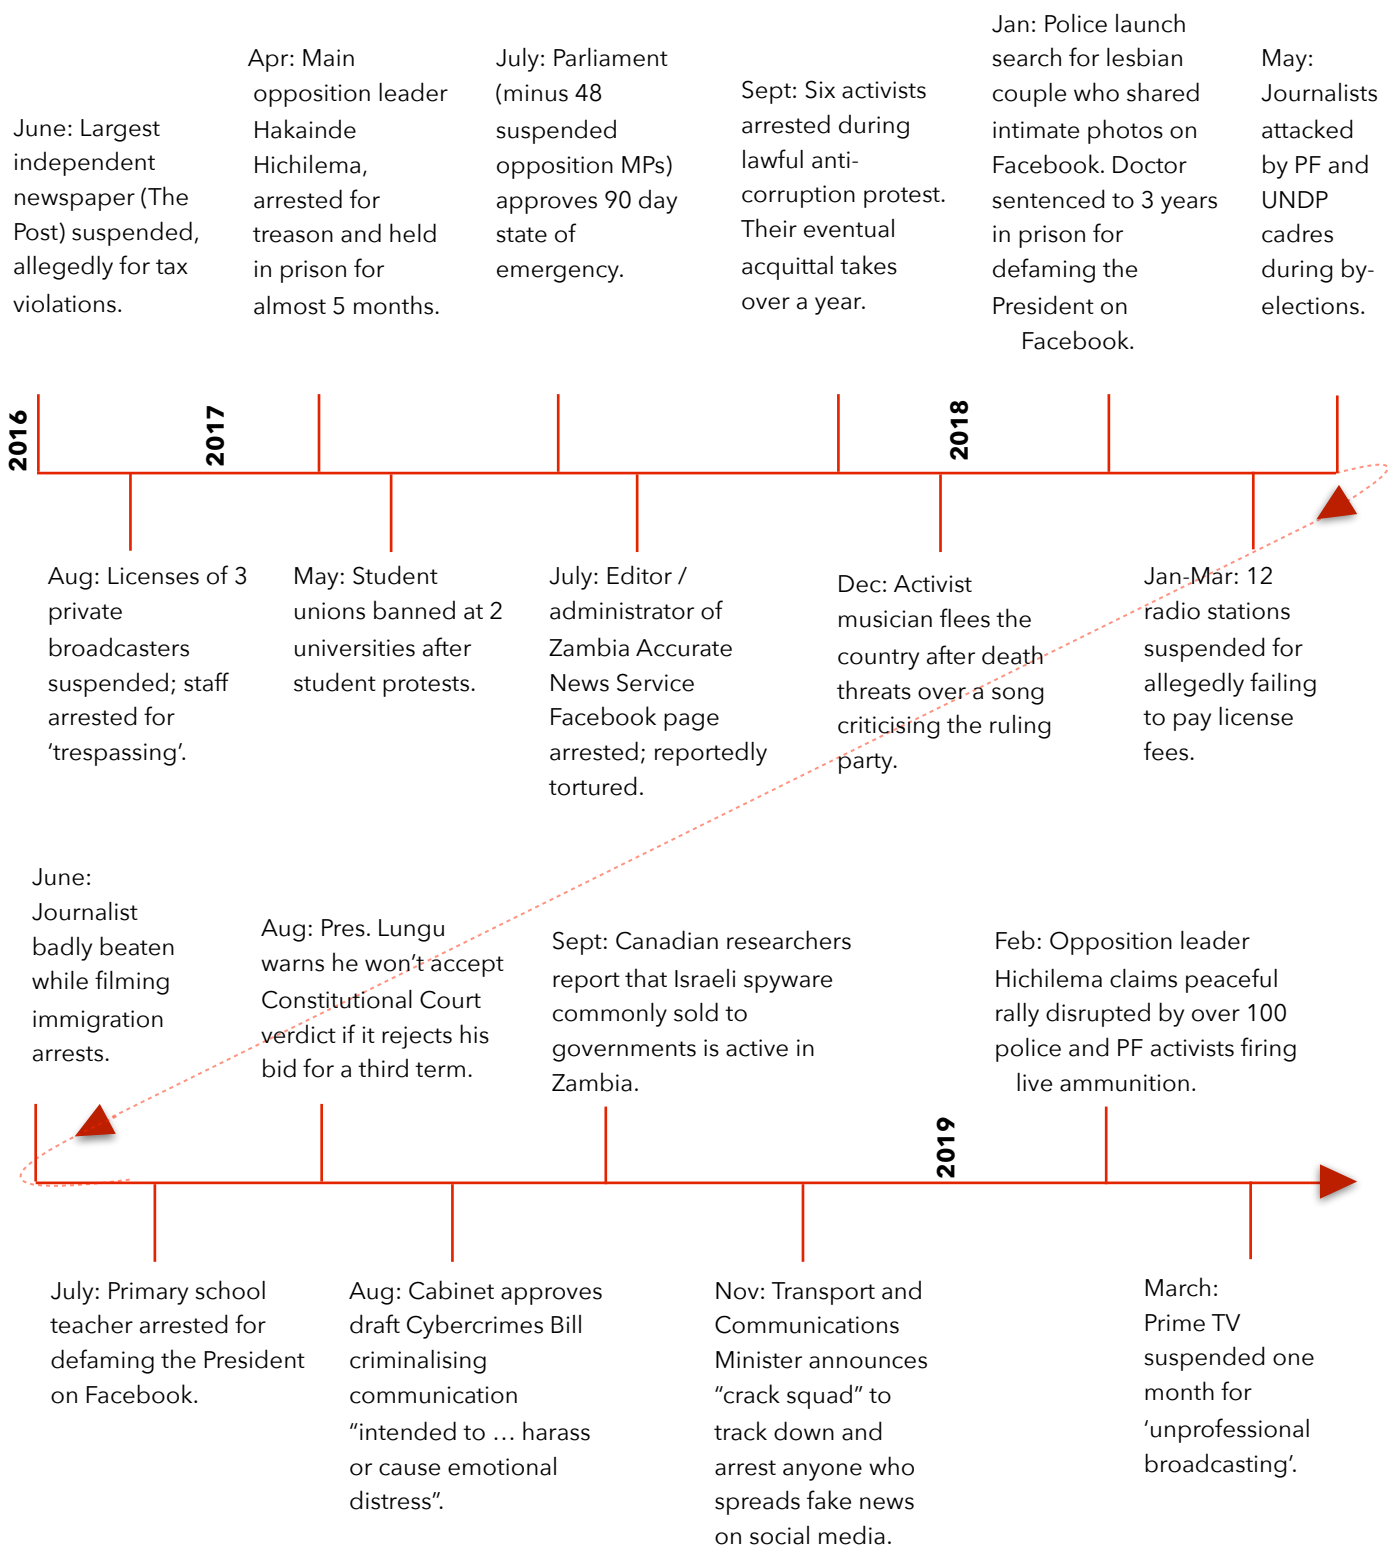 June: Largest
independent
newspaper (The
Post) suspended,
allegedly for tax
violations.
Apr: Main
opposition leader
Hakainde
Hichilema,
arrested for
treason and held
in prison for
almost 5 months.
July: Parliament
(minus 48
suspended
opposition MPs)
approves 90 day
state of
emergency.
Sept: Six activists
arrested during
lawful anti-
corruption protest.
Their eventual
acquittal takes
over a year.
Jan: Police launch
search for lesbian
couple who shared
intimate photos on
Facebook. Doctor
sentenced to 3 years
in prison for
defaming the
President on
Facebook.
May:
Journalists
attacked
by PF and
UNDP
cadres
during by-
elections.
2016
2017
2018
Aug: Licenses of 3
private
broadcasters
suspended; staff
arrested for
‘trespassing’.
May: Student
unions banned at 2
universities after
student protests.
July: Editor /
administrator of
Zambia Accurate
News Service
Facebook page
arrested; reportedly
tortured.
Dec: Activist
musician flees the
country after death
threats over a song
criticising the ruling
party.
Jan-Mar: 12
radio stations
suspended for
allegedly failing
to pay license
fees.
June:
Journalist
badly beaten
while filming
immigration
arrests.
Aug: Pres. Lungu
warns he won’t accept
Constitutional Court
verdict if it rejects his
bid for a third term.
Sept: Canadian researchers
report that Israeli spyware
commonly sold to
governments is active in
Zambia.
Feb: Opposition leader
Hichilema claims peaceful
rally disrupted by over 100
police and PF activists firing
live ammunition.
2019
July: Primary school
teacher arrested for
defaming the President
on Facebook.
Aug: Cabinet approves
draft Cybercrimes Bill
criminalising
communication
“intended to … harass
or cause emotional
distress”.
Nov: Transport and
Communications
Minister announces
“crack squad” to
track down and
arrest anyone who
spreads fake news
on social media.
March:
Prime TV
suspended one
month for
‘unprofessional
broadcasting’.